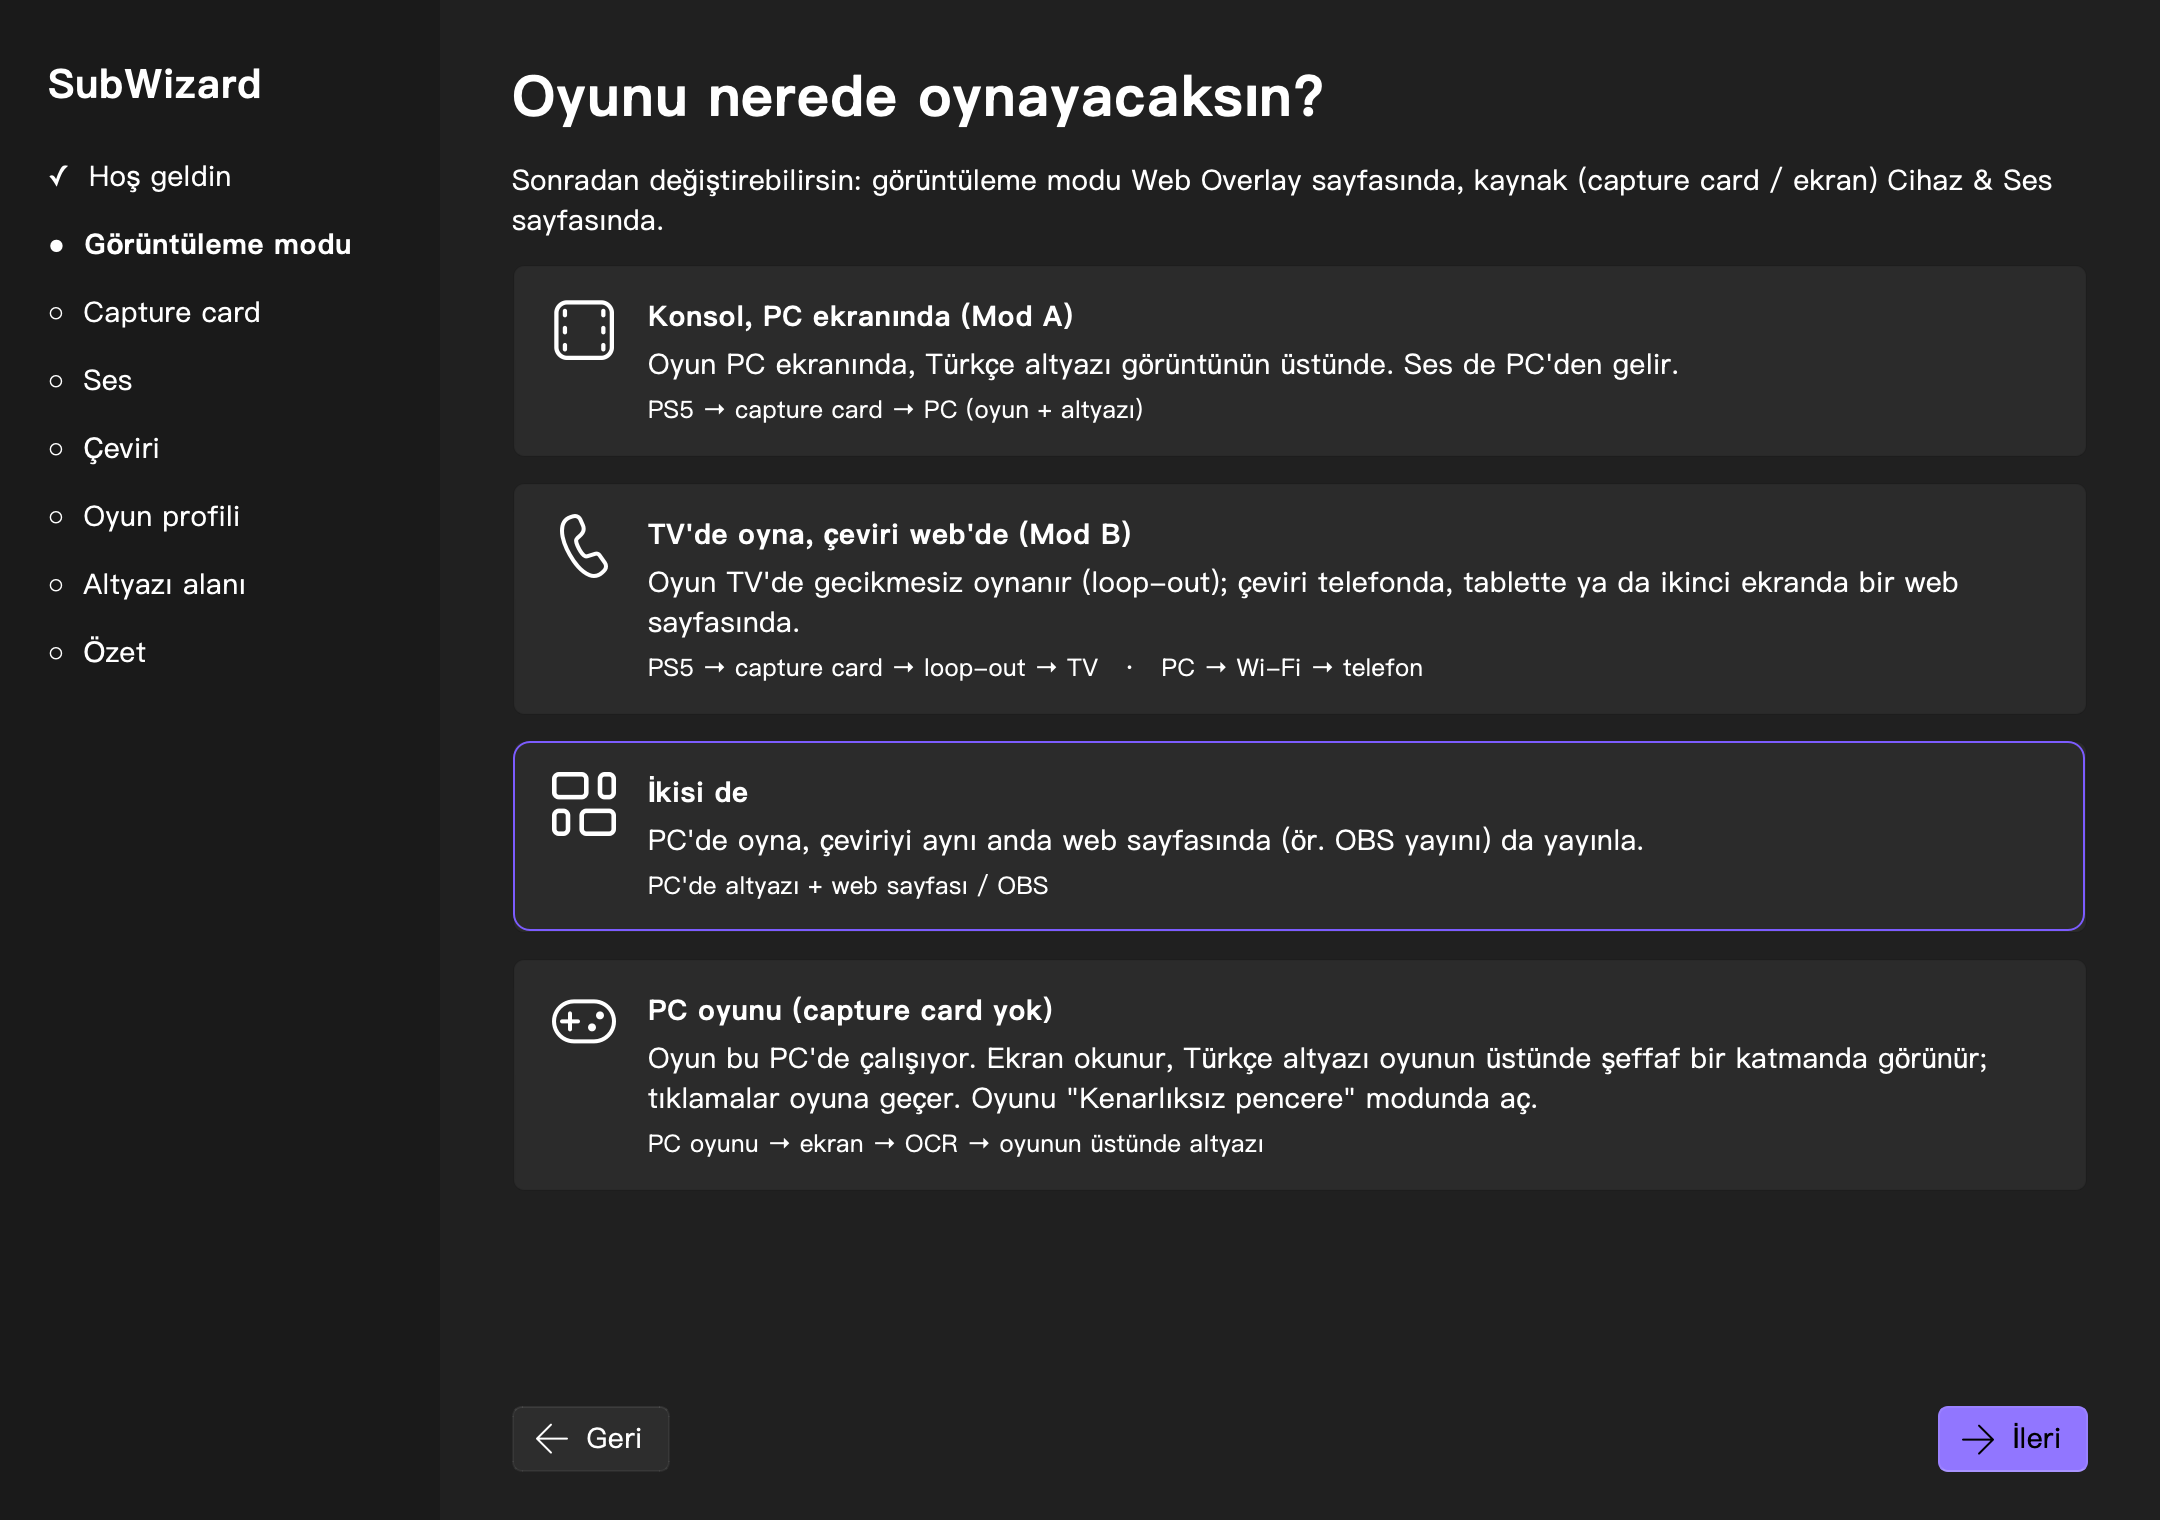 SubWizard
✓ Hoş geldin
● Görüntüleme modu
○ Capture card
○ Ses
○ Çeviri
○ Oyun profili
○ Altyazı alanı
○ Özet
Oyunu nerede oynayacaksın?
Sonradan değiştirebilirsin: görüntüleme modu Web Overlay sayfasında, kaynak (capture card / ekran) Cihaz & Ses
sayfasında.
Konsol, PC ekranında (Mod A)
Oyun PC ekranında, Türkçe altyazı görüntünün üstünde. Ses de PC'den gelir.
PS5 → capture card → PC (oyun + altyazı)
TV'de oyna, çeviri web'de (Mod B)
Oyun TV'de gecikmesiz oynanır (loop-out); çeviri telefonda, tablette ya da ikinci ekranda bir web
sayfasında.
PS5 → capture card → loop-out → TV · PC → Wi-Fi → telefon
İkisi de
PC'de oyna, çeviriyi aynı anda web sayfasında (ör. OBS yayını) da yayınla.
PC'de altyazı + web sayfası / OBS
PC oyunu (capture card yok)
Oyun bu PC'de çalışıyor. Ekran okunur, Türkçe altyazı oyunun üstünde şeffaf bir katmanda görünür;
tıklamalar oyuna geçer. Oyunu "Kenarlıksız pencere" modunda aç.
PC oyunu → ekran → OCR → oyunun üstünde altyazı
← Geri
→ İleri